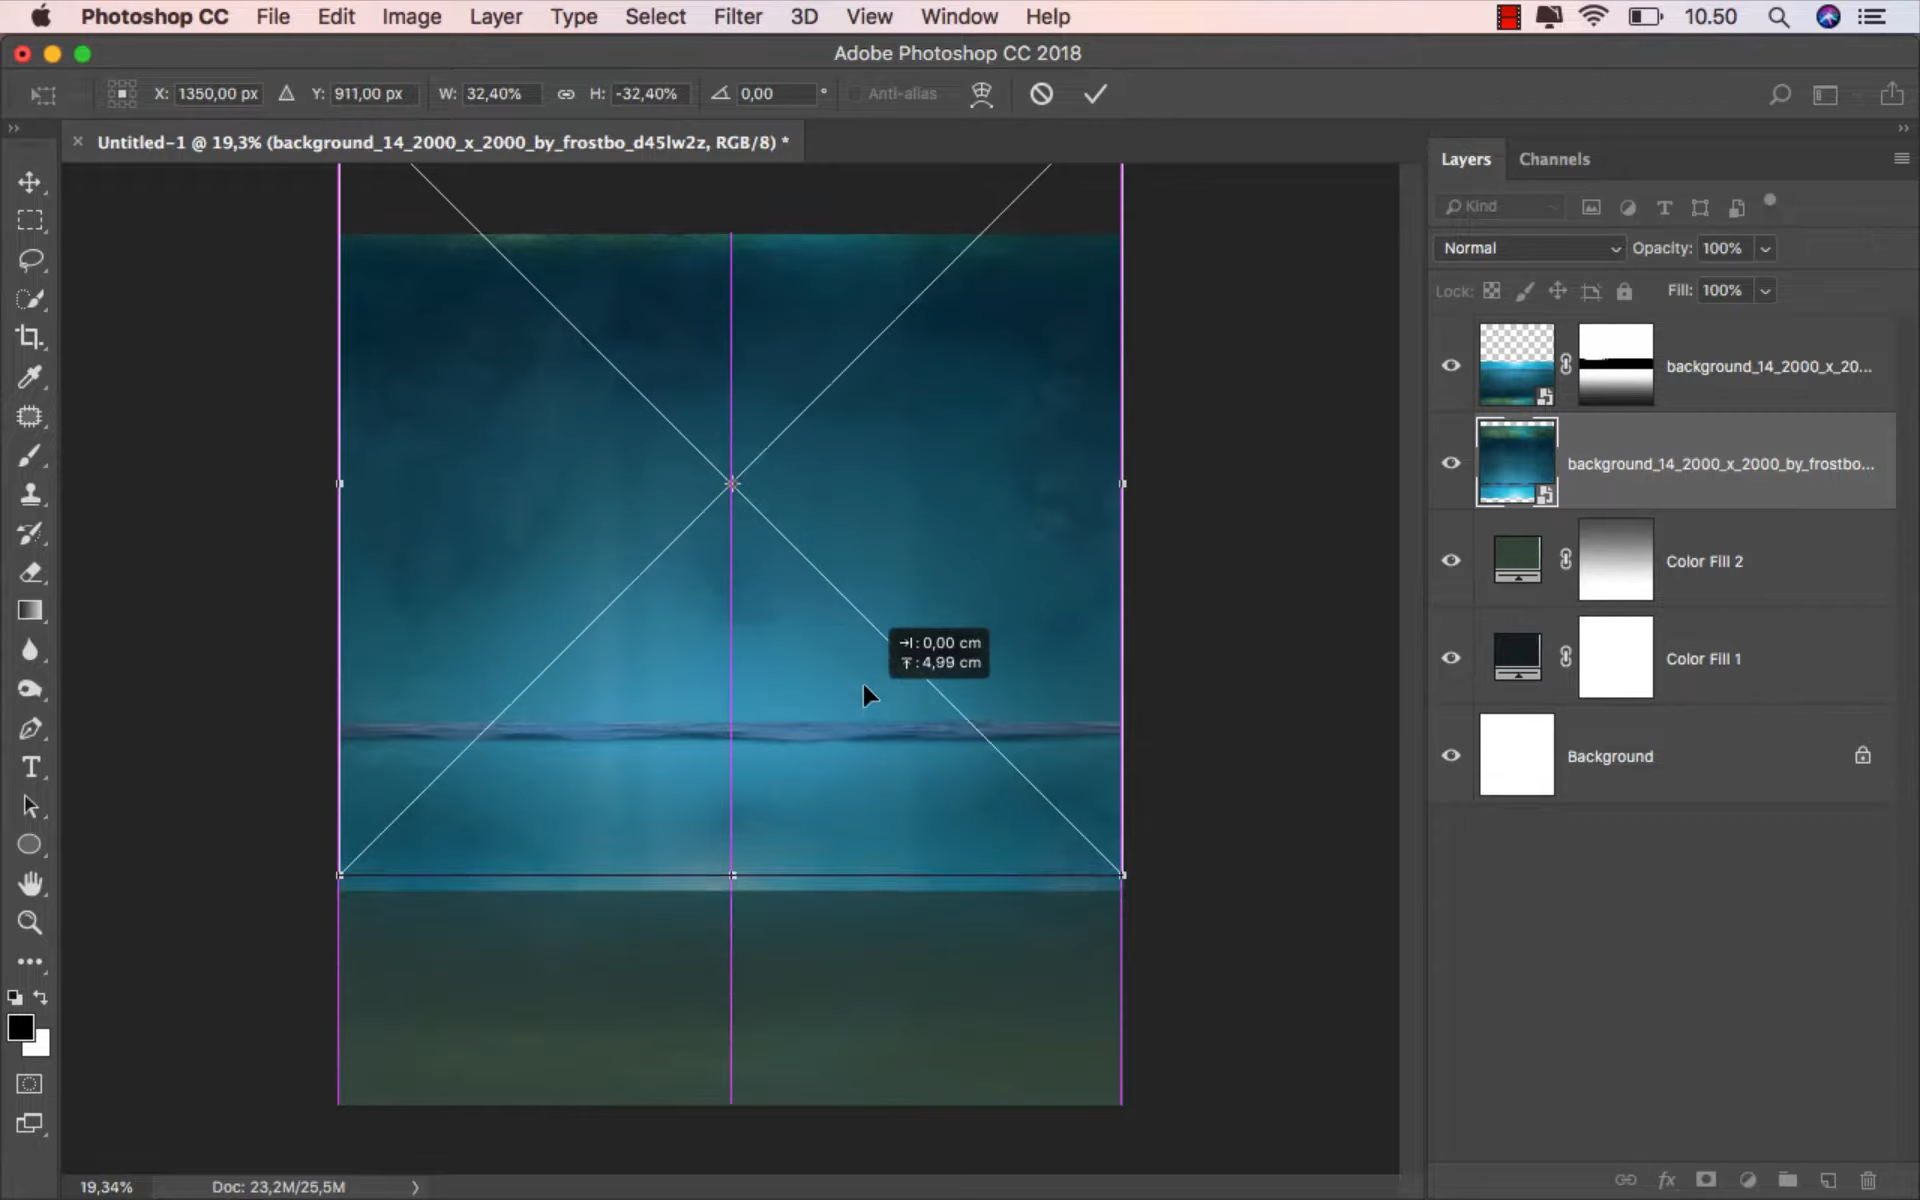 Photoshop CC File Edit Image Layer Type Select Filter 3D View Window Help 10.50
Adobe Photoshop CC 2018
X: 1350,00 px Y: 911,00 px W: 32,40% H: -32,40% 0,00 ° Anti-alias
Untitled-1 @ 19,3% (background_14_2000_x_2000_by_frostbo_d45lw2z, RGB/8) *
Layers Channels
Kind
Normal Opacity: 100%
Lock: Fill: 100%
background_14_2000_x_20...
background_14_2000_x_2000_by_frostbo...
Color Fill 2
: 0,00 cm
: 4,99 cm
Color Fill 1
Background
19,34% Doc: 23,2M/25,5M